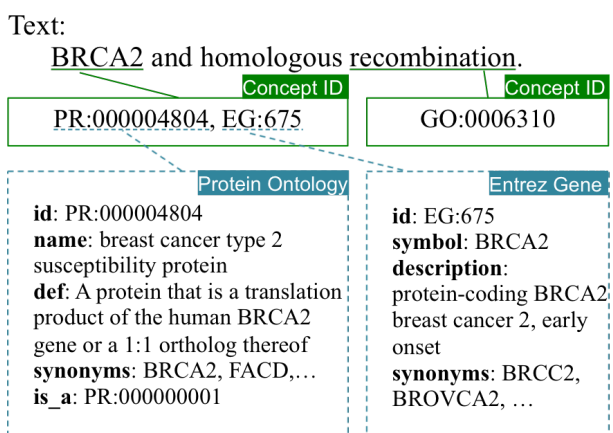 Text:
BRCA2 and homologous recombination.
Concept ID
Concept ID
PR:000004804, EG:675
GO:0006310
Protein Ontology
id: PR:000004804
name: breast cancer type 2
susceptibility protein
def: A protein that is a translation
product of the human BRCA2
gene or a 1:1 ortholog thereof
synonyms: BRCA2, FACD,…
is_a: PR:000000001
Entrez Gene
id: EG:675
symbol: BRCA2
description:
protein-coding BRCA2
breast cancer 2, early
onset
synonyms: BRCC2,
BROVCA2, …